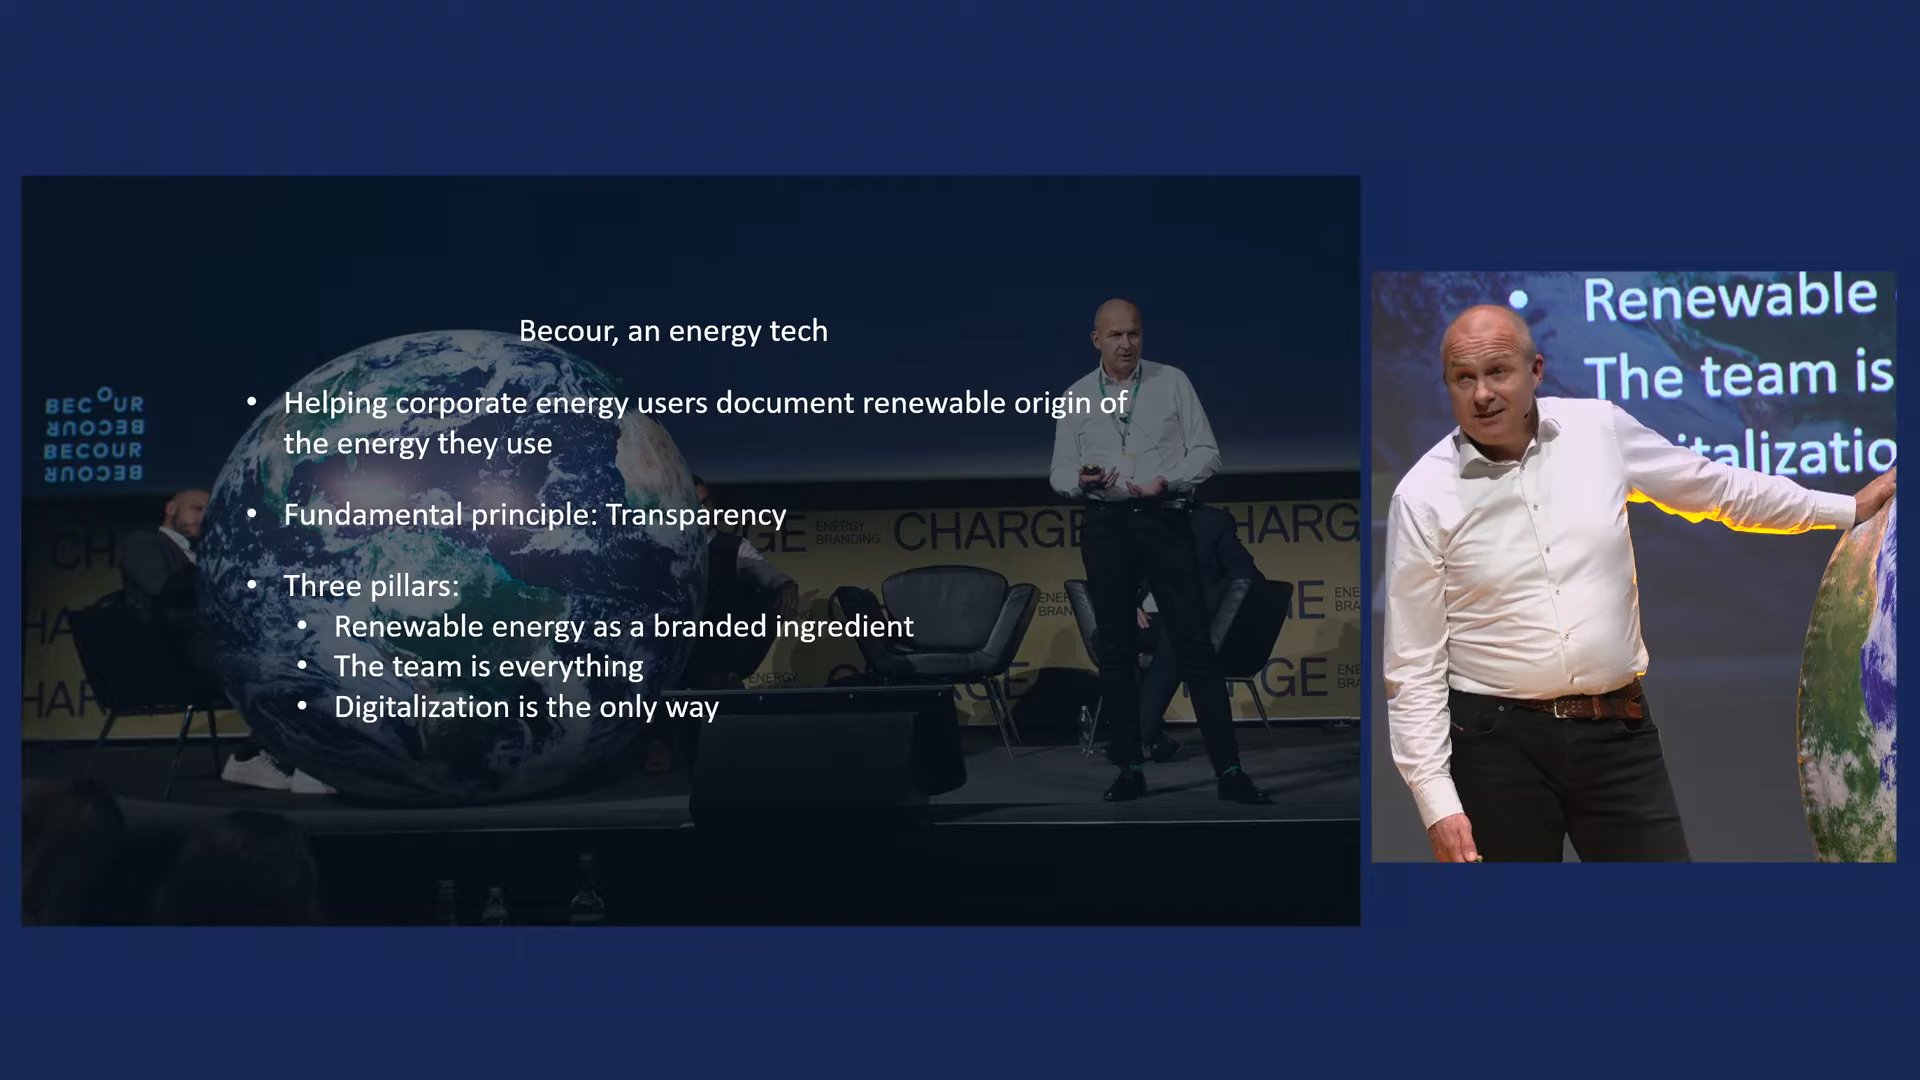 Becour, an energy tech
• Helping corporate energy users document renewable origin of
the energy they use
• Fundamental principle: Transparency
• Three pillars:
• Renewable energy as a branded ingredient
• The team is everything
• Digitalization is the only way
BECOUR
BECOUR
BECOUR
BECOUR
CHARGE
ENERGY
BRANDING
CHARGE
• Renewable
The team is
italizatio